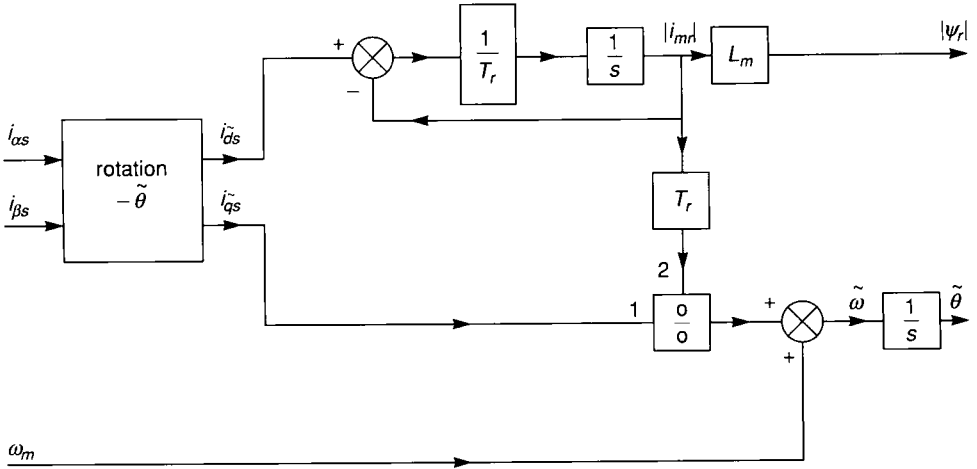 +
−
1
T_r
1
s
|i_mr|
L_m
|ψ_r|
i_αs
i_βs
rotation
− θ̃
i_d̃s
i_q̃s
T_r
2
1
o
o
+
+
ω̃
1
s
θ̃
ω_m